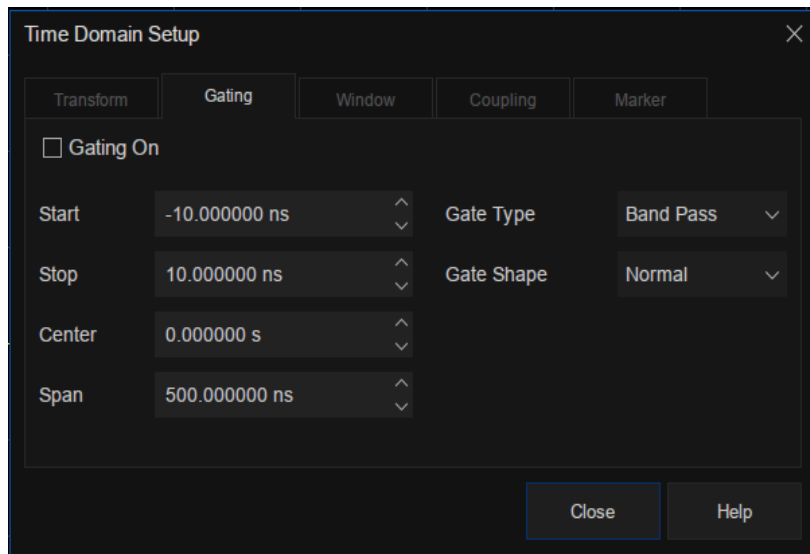 Time Domain Setup
Transform Gating Window Coupling Marker
Gating On
Start -10.000000 ns Gate Type Band Pass
Stop 10.000000 ns Gate Shape Normal
Center 0.000000 s
Span 500.000000 ns
Close Help